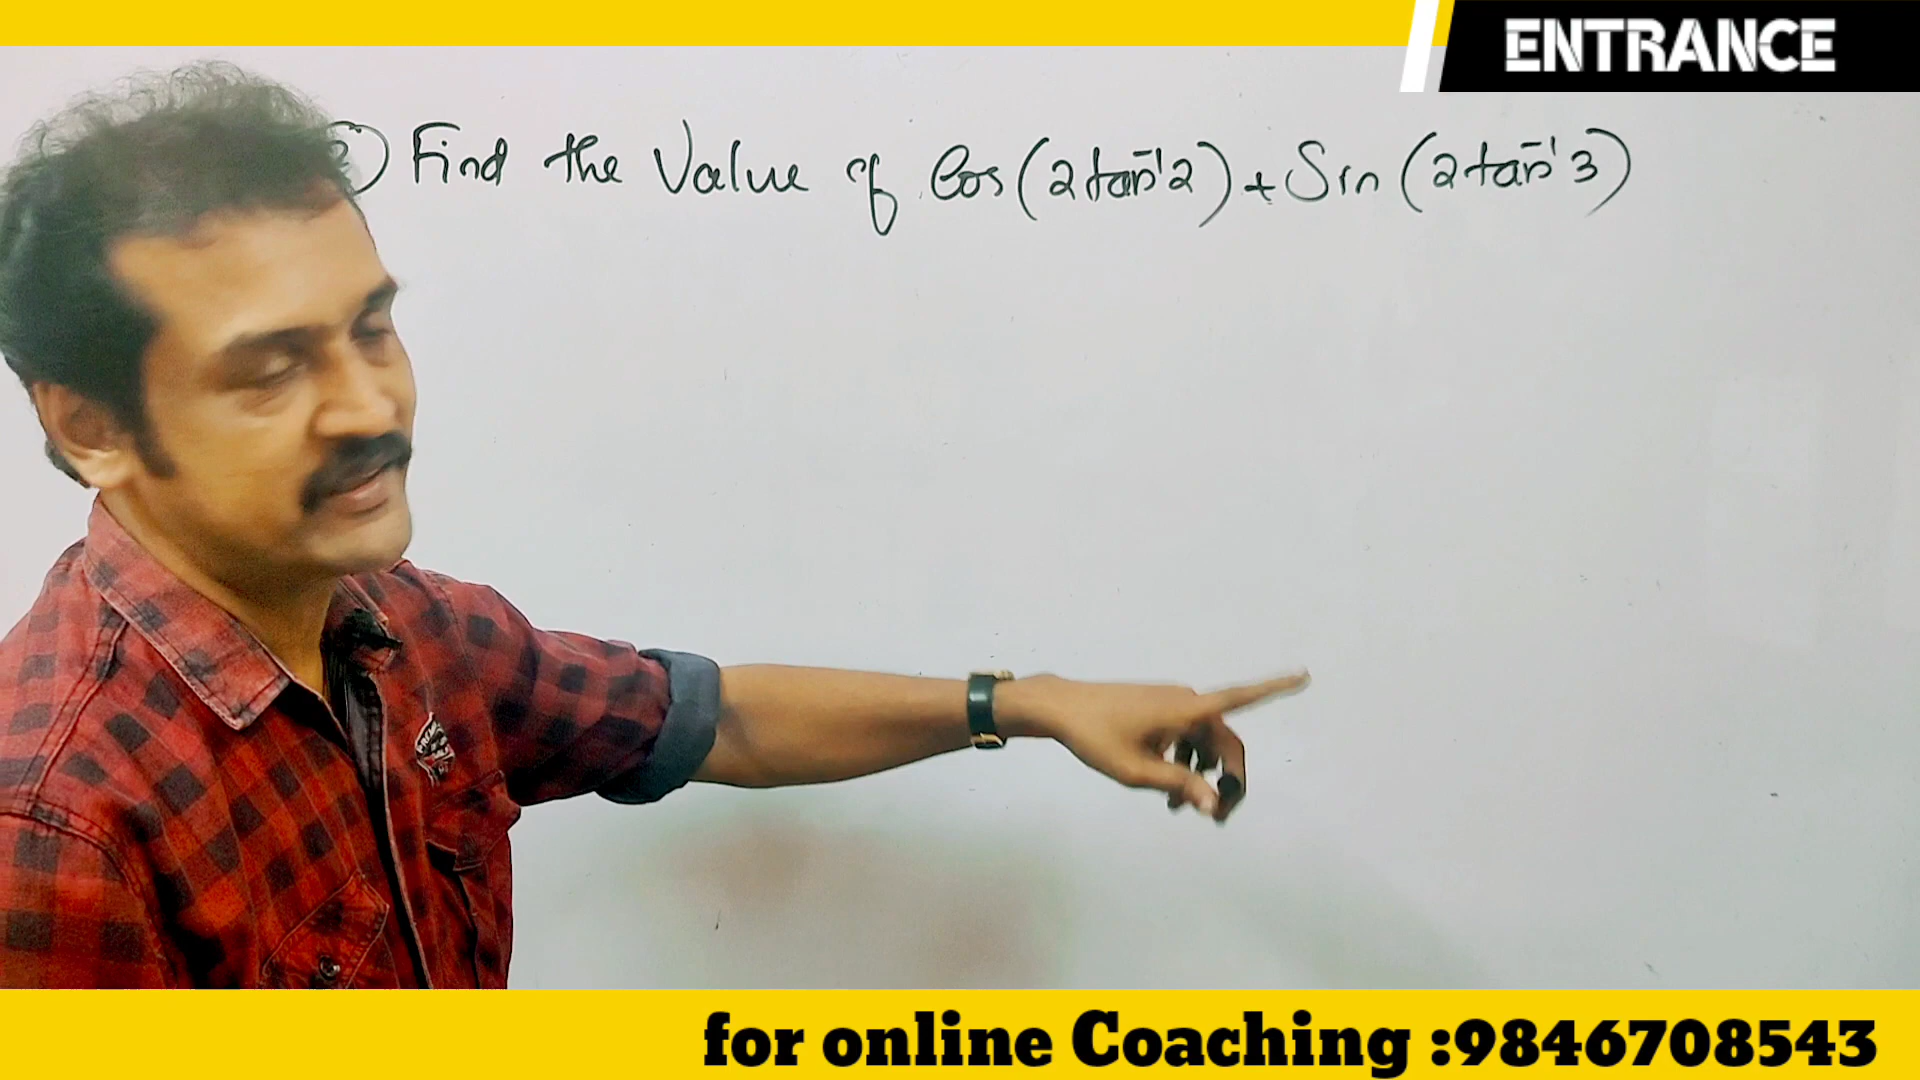 ENTRANCE
Find the Value of Cos(2tan⁻¹2)+Sin(2tan⁻¹3)
for online Coaching :9846708543